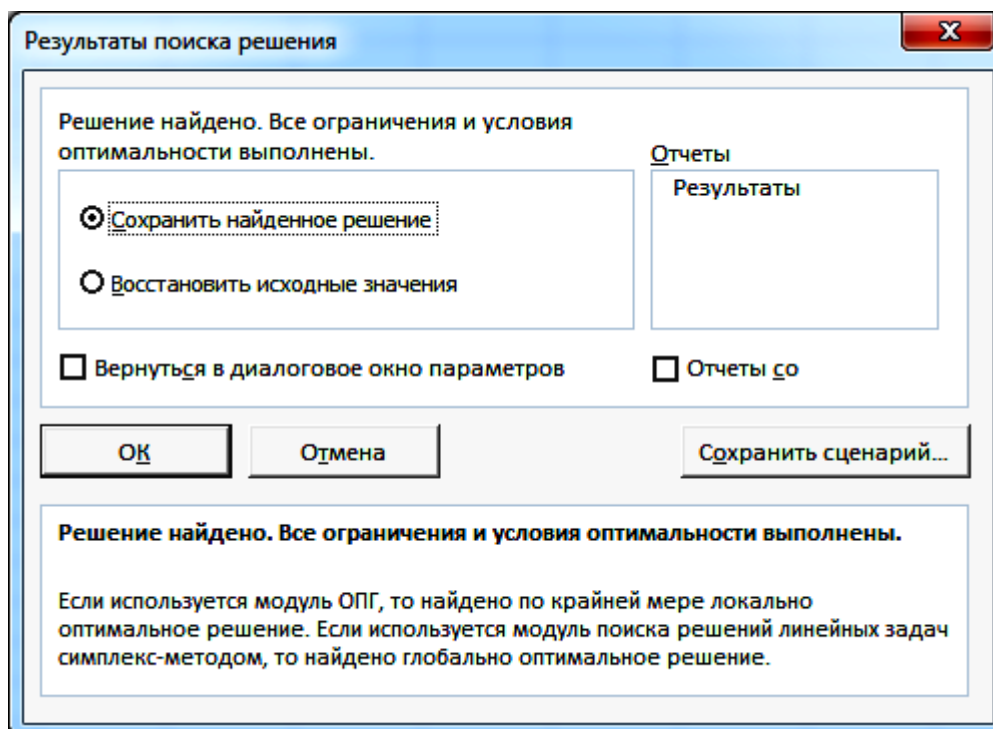 Результаты поиска решения
Решение найдено. Все ограничения и условия
оптимальности выполнены.
Отчеты
Результаты
Сохранить найденное решение
Восстановить исходные значения
Вернуться в диалоговое окно параметров
Отчеты со
ОК
Отмена
Сохранить сценарий...
Решение найдено. Все ограничения и условия оптимальности выполнены.
Если используется модуль ОПГ, то найдено по крайней мере локально
оптимальное решение. Если используется модуль поиска решений линейных задач
симплекс-методом, то найдено глобально оптимальное решение.